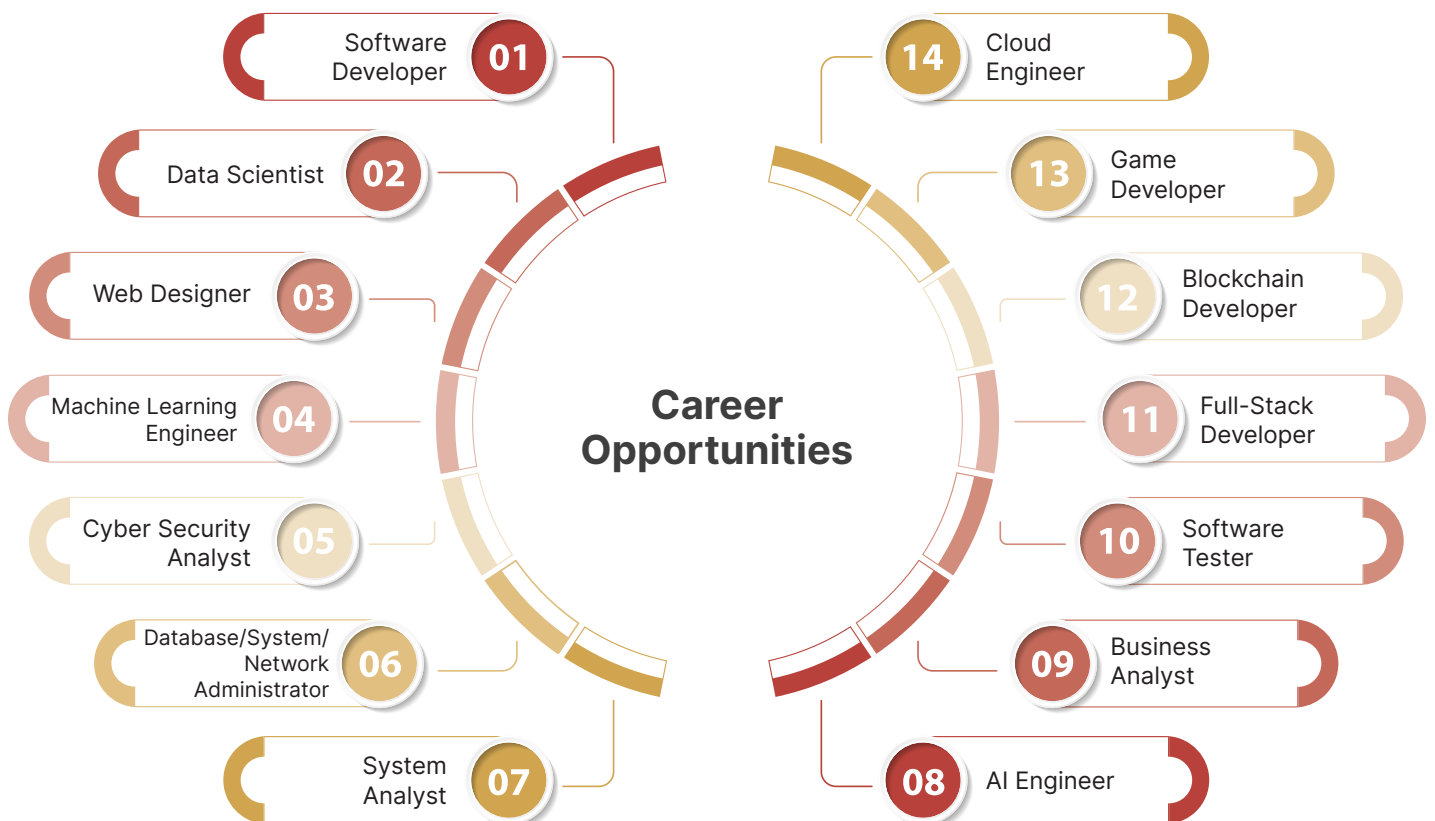 01
Software
Developer
02
Data Scientist
03
Web Designer
04
Machine Learning
Engineer
05
Cyber Security
Analyst
06
Database/System/
Network
Administrator
07
System
Analyst
Career
Opportunities
14
Cloud
Engineer
13
Game
Developer
12
Blockchain
Developer
11
Full-Stack
Developer
10
Software
Tester
09
Business
Analyst
08
AI Engineer